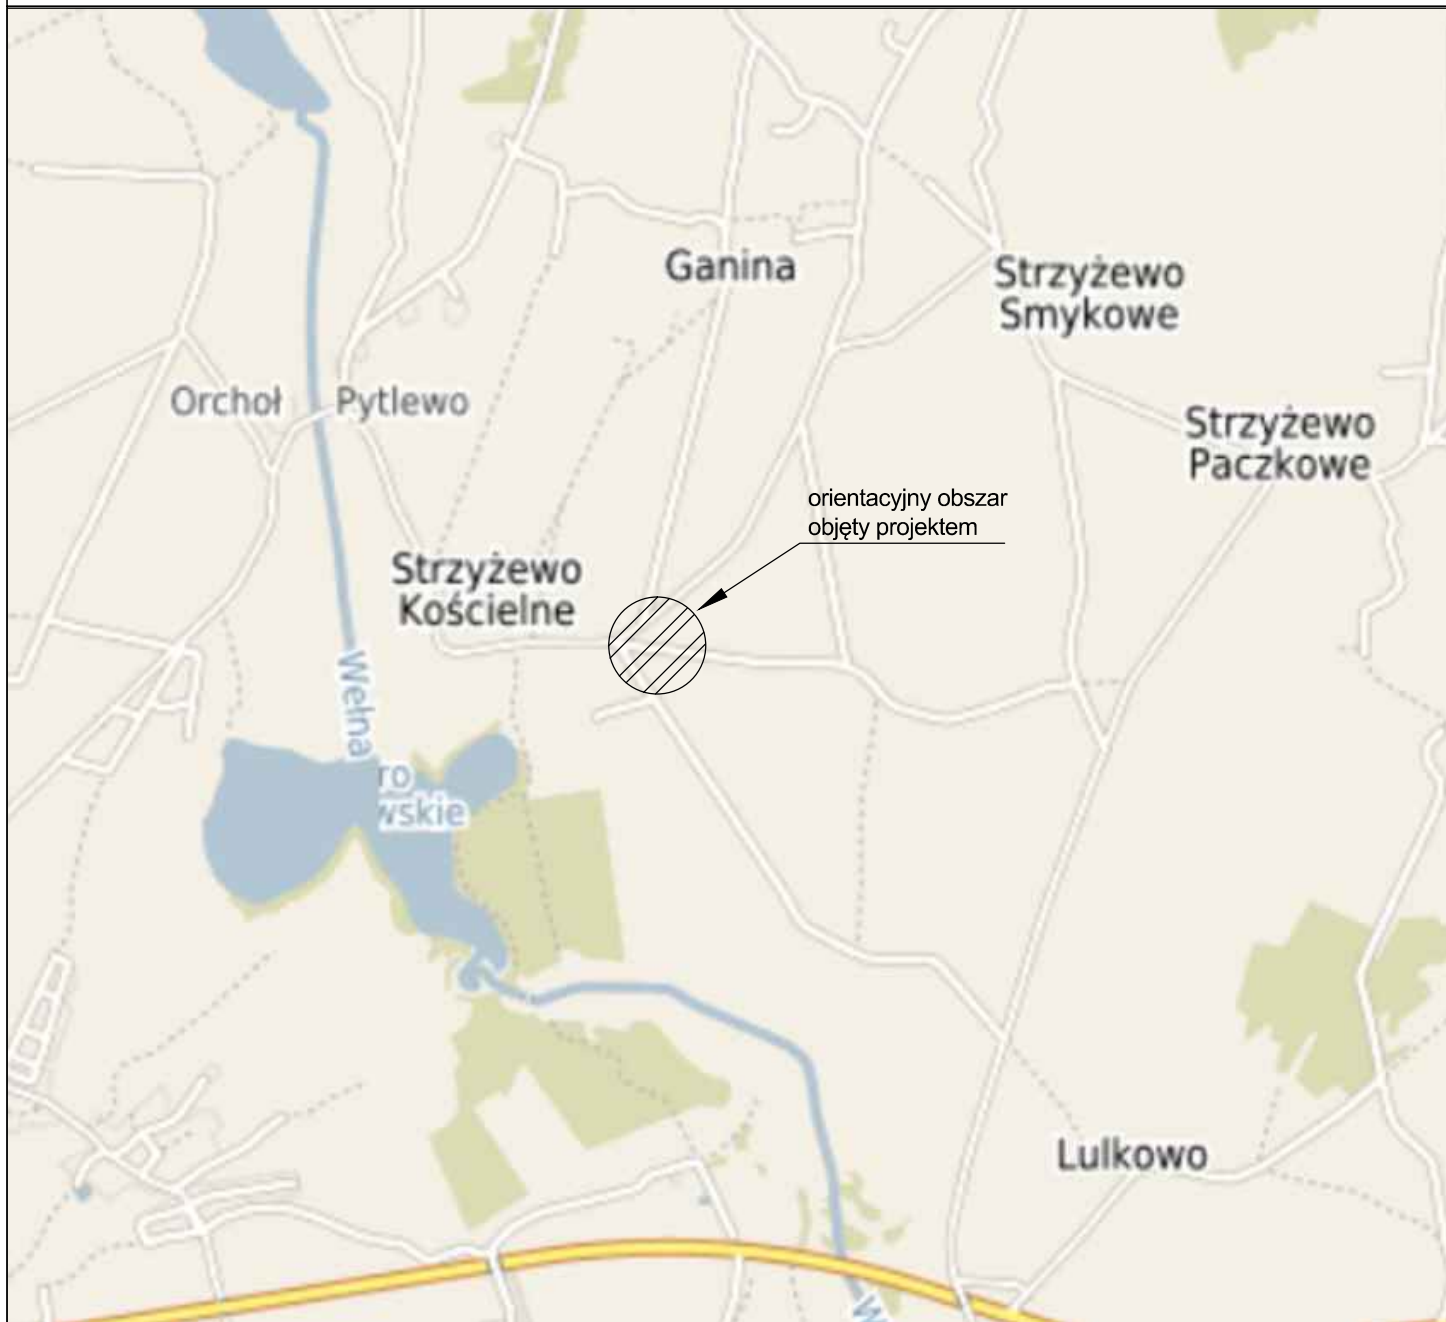 Ganina
Strzyżewo
Smykowe
Orchoł
Pytlewo
Strzyżewo
Paczkowe
orientacyjny obszar
objęty projektem
Strzyżewo
Kościelne
Wełna
ro
wskie
Lulkowo
W